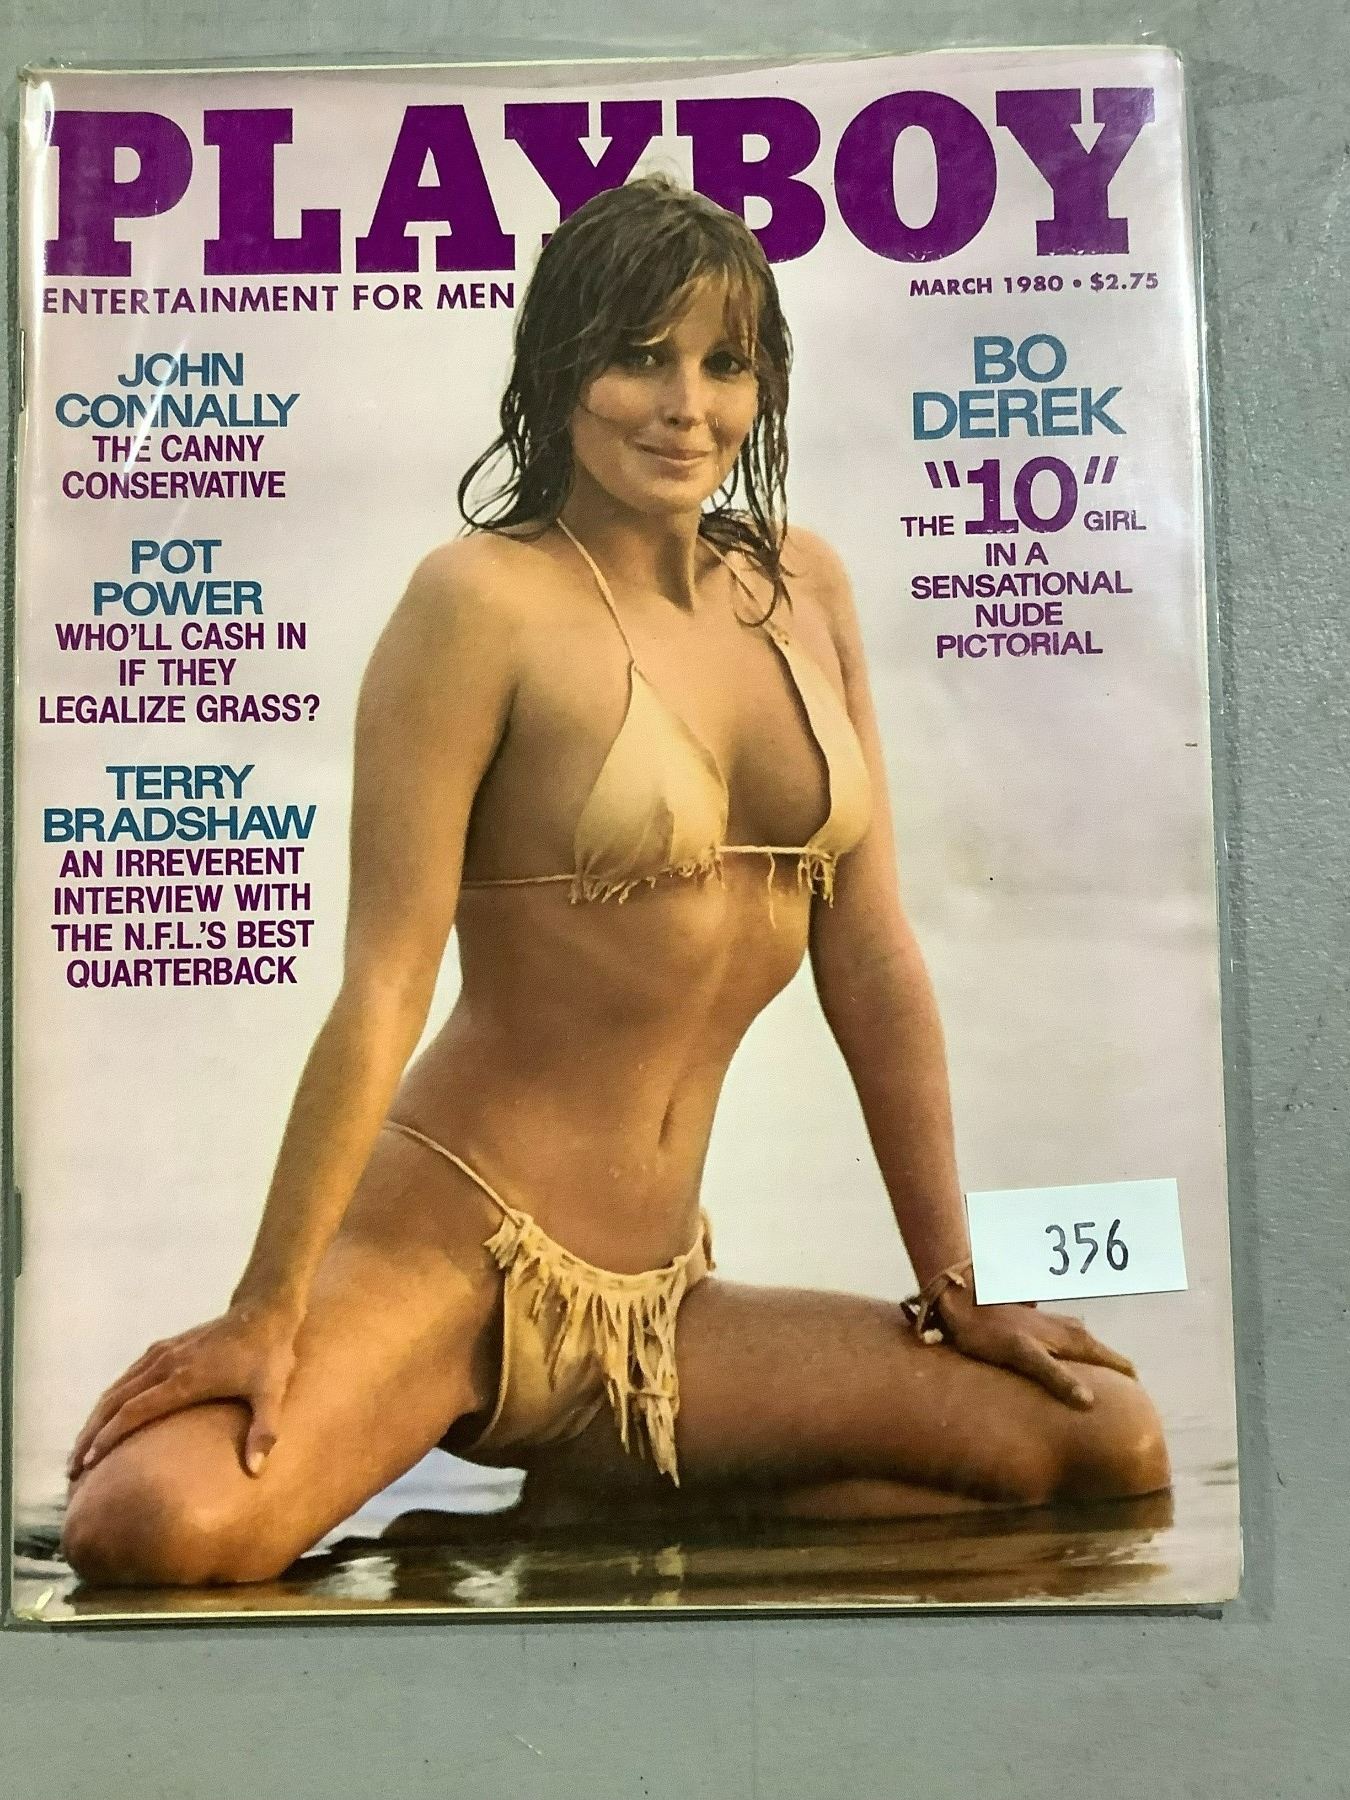 PLAYBOY
ENTERTAINMENT FOR MEN
MARCH 1980 • $2.75
JOHN
CONNALLY
THE CANNY
CONSERVATIVE
POT
POWER
WHO'LL CASH IN
IF THEY
LEGALIZE GRASS?
TERRY
BRADSHAW
AN IRREVERENT
INTERVIEW WITH
THE N.F.L.'S BEST
QUARTERBACK
BO
DEREK
THE "10" GIRL
IN A
SENSATIONAL
NUDE
PICTORIAL
356